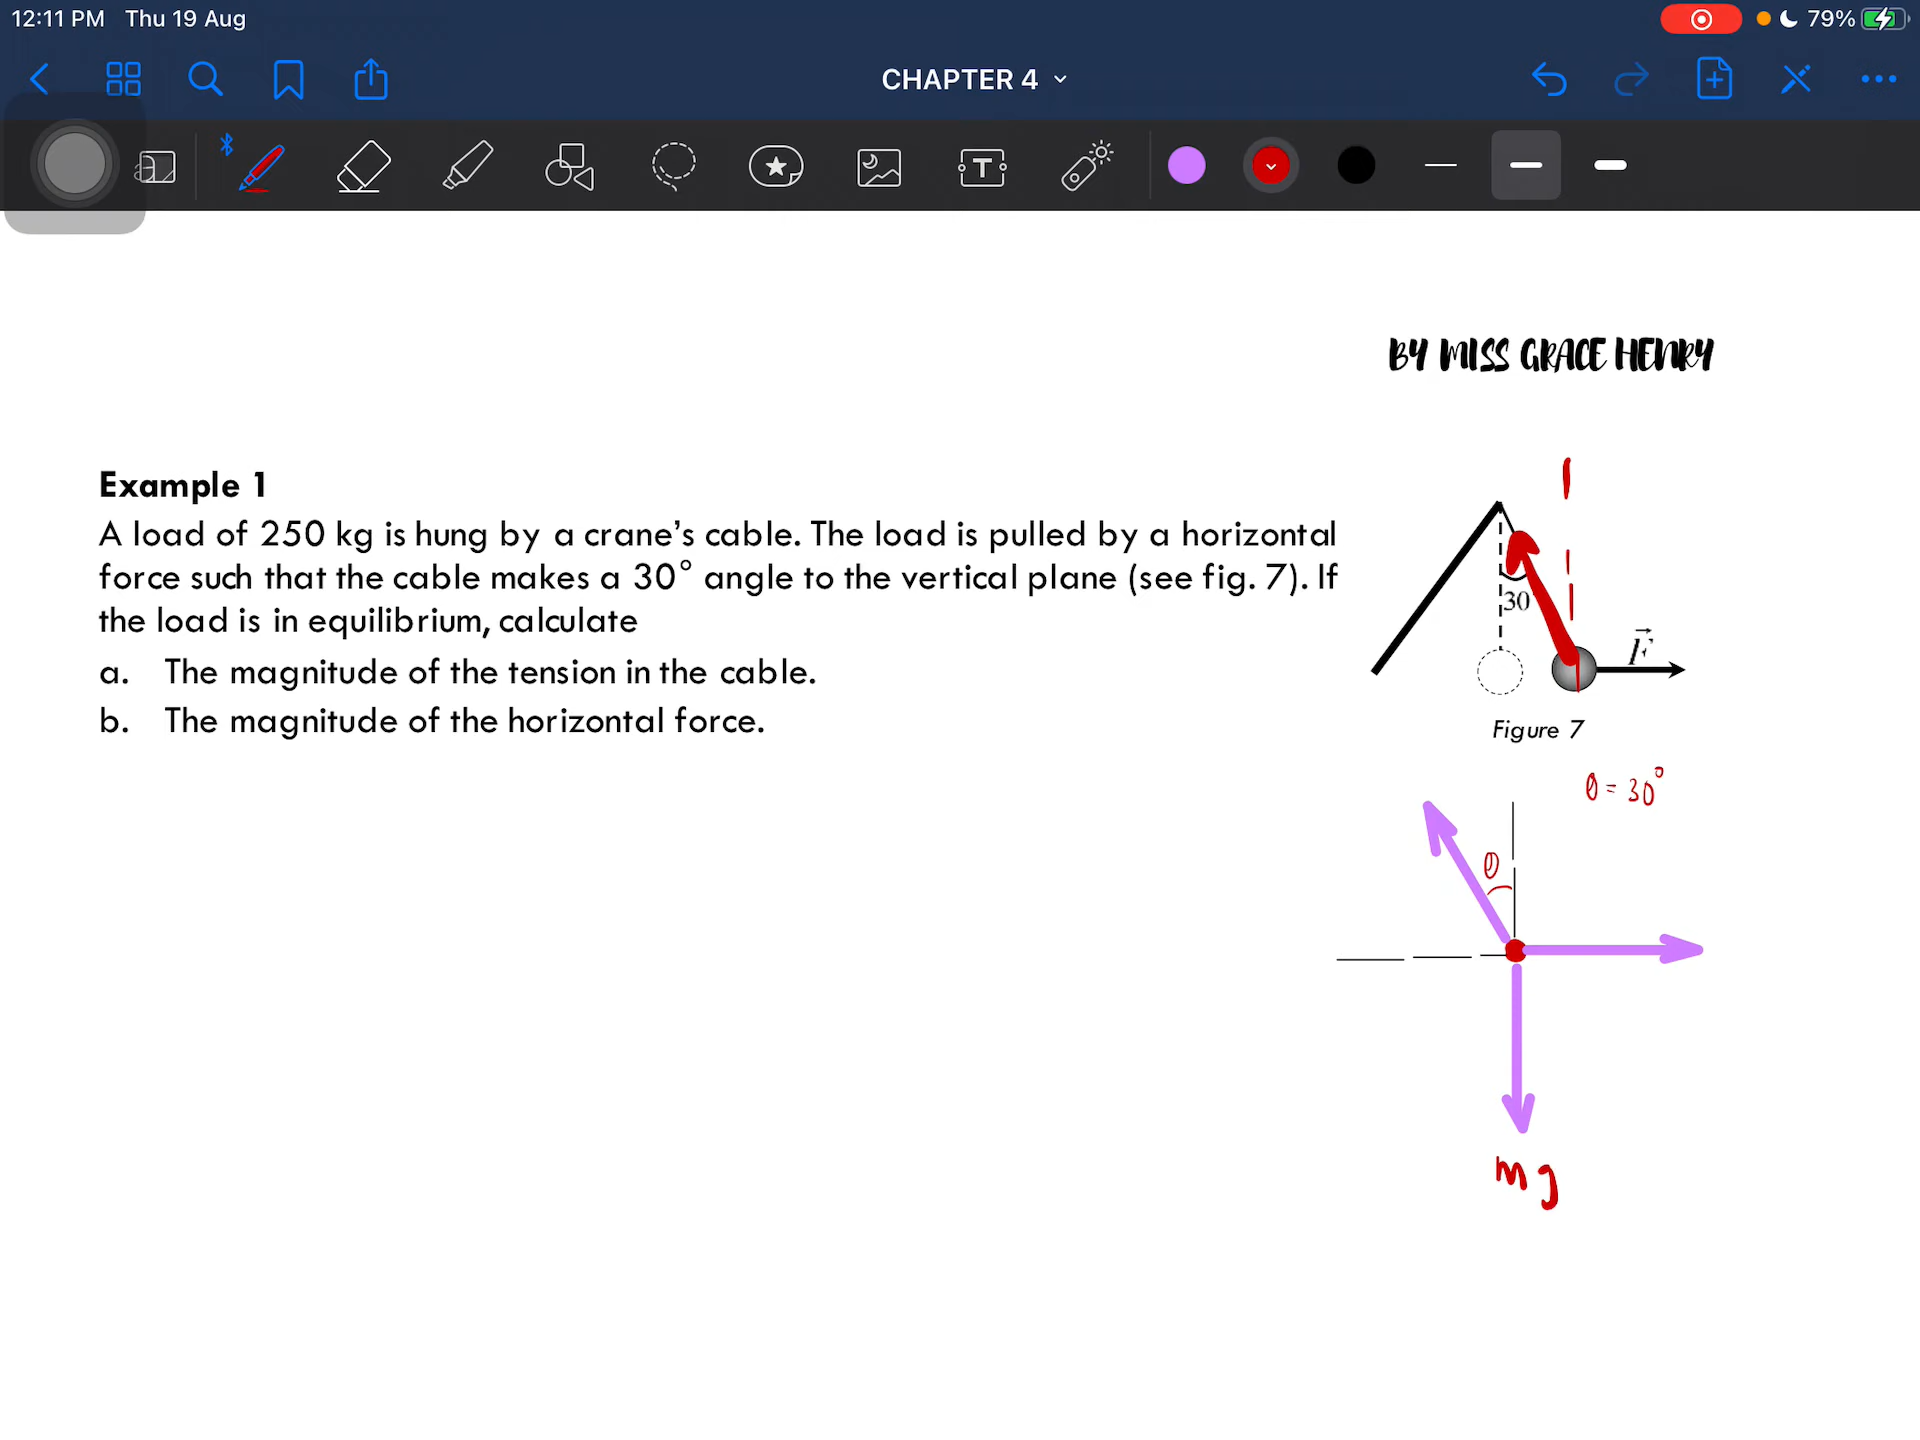 12:11 PM Thu 19 Aug
79%
CHAPTER 4
T
BY MISS GRACE HENRY
Example 1
A load of 250 kg is hung by a crane's cable. The load is pulled by a horizontal
force such that the cable makes a 30° angle to the vertical plane (see fig. 7). If
the load is in equilibrium, calculate
a. The magnitude of the tension in the cable.
b. The magnitude of the horizontal force.
30
F
Figure 7
θ = 30°
θ
mg